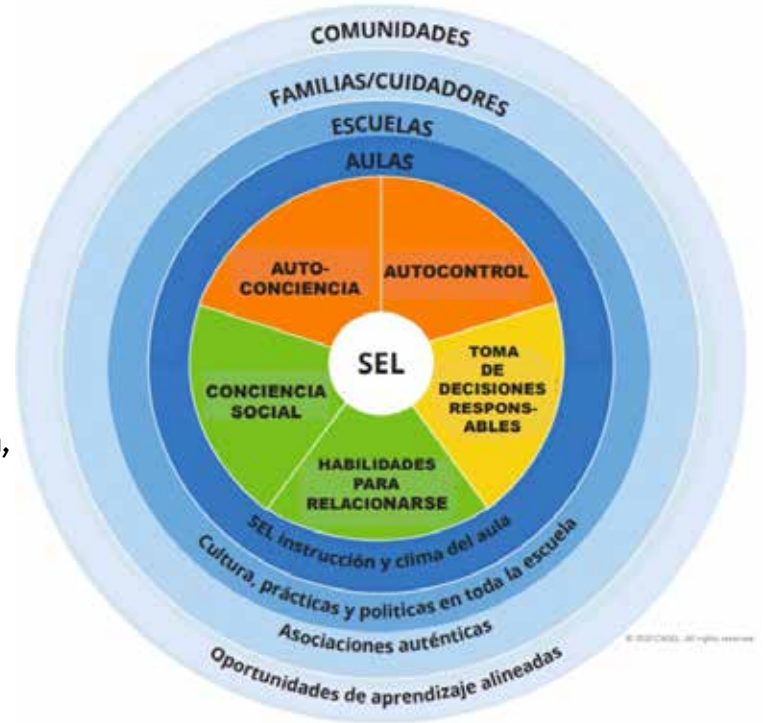 COMUNIDADES
FAMILIAS/CUIDADORES
ESCUELAS
AULAS
AUTO-
CONCIENCIA
AUTOCONTROL
SEL
TOMA
DE
DECISIONES
RESPONS-
ABLES
CONCIENCIA
SOCIAL
HABILIDADES
PARA
RELACIONARSE
SEL instrucción y clima del aula
Cultura, prácticas y politicas en toda la escuela
Asociaciones auténticas
Oportunidades de aprendizaje alineadas